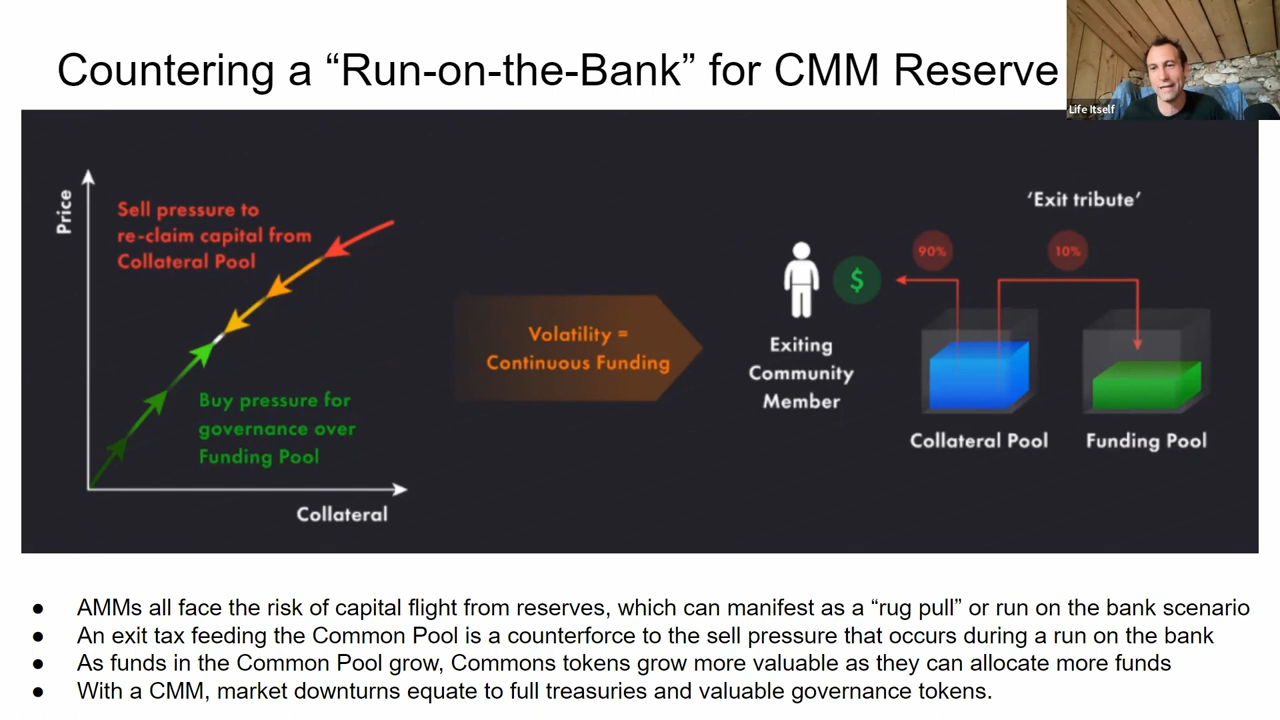 Countering a “Run-on-the-Bank” for CMM Reserve
Life Itself
Price
Sell pressure to
re-claim capital from
Collateral Pool
Buy pressure for
governance over
Funding Pool
Collateral
Volatility =
Continuous Funding
‘Exit tribute’
90%
10%
$
Exiting
Community
Member
Collateral Pool
Funding Pool
● AMMs all face the risk of capital flight from reserves, which can manifest as a “rug pull” or run on the bank scenario
● An exit tax feeding the Common Pool is a counterforce to the sell pressure that occurs during a run on the bank
● As funds in the Common Pool grow, Commons tokens grow more valuable as they can allocate more funds
● With a CMM, market downturns equate to full treasuries and valuable governance tokens.